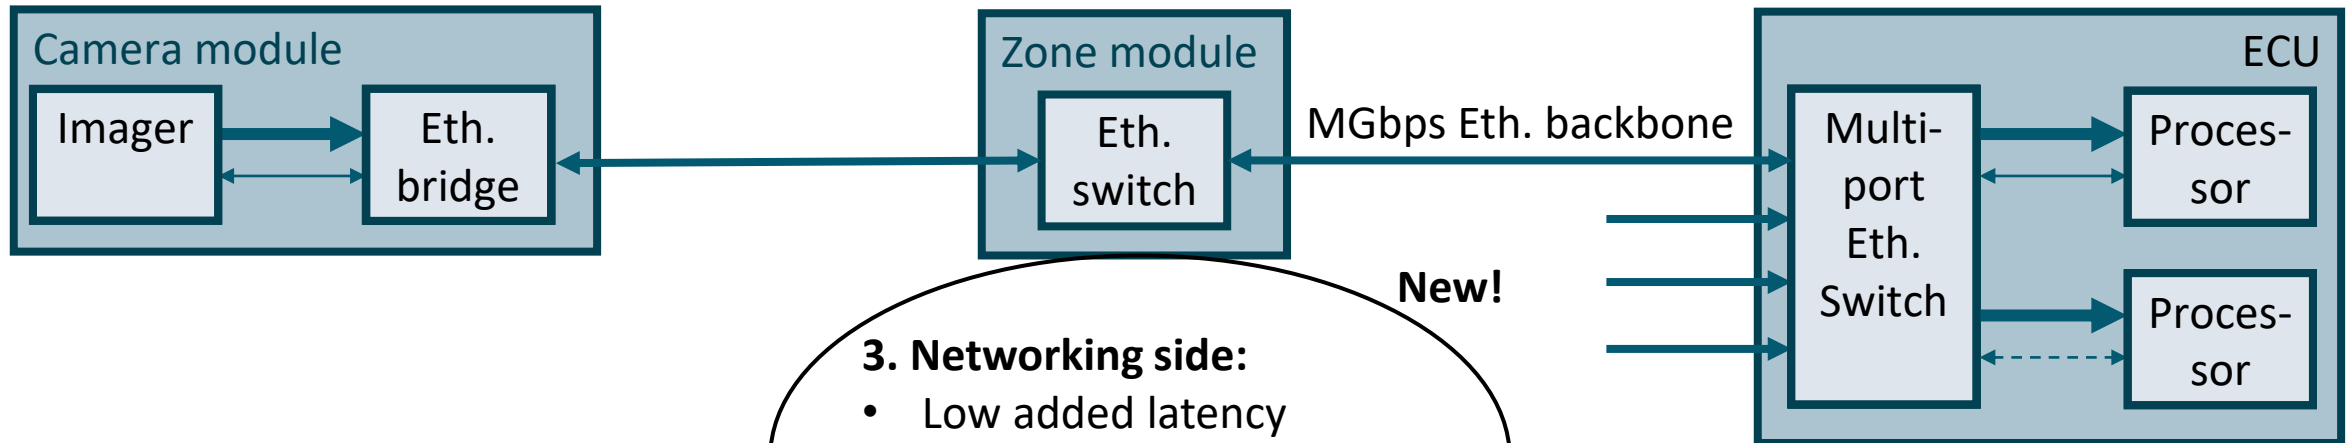 Camera module
Imager
Eth.
bridge
Zone module
Eth.
switch
MGbps Eth. backbone
ECU
Multi-
port
Eth.
Switch
Proces-
sor
Proces-
sor
New!
3. Networking side:
• Low added latency